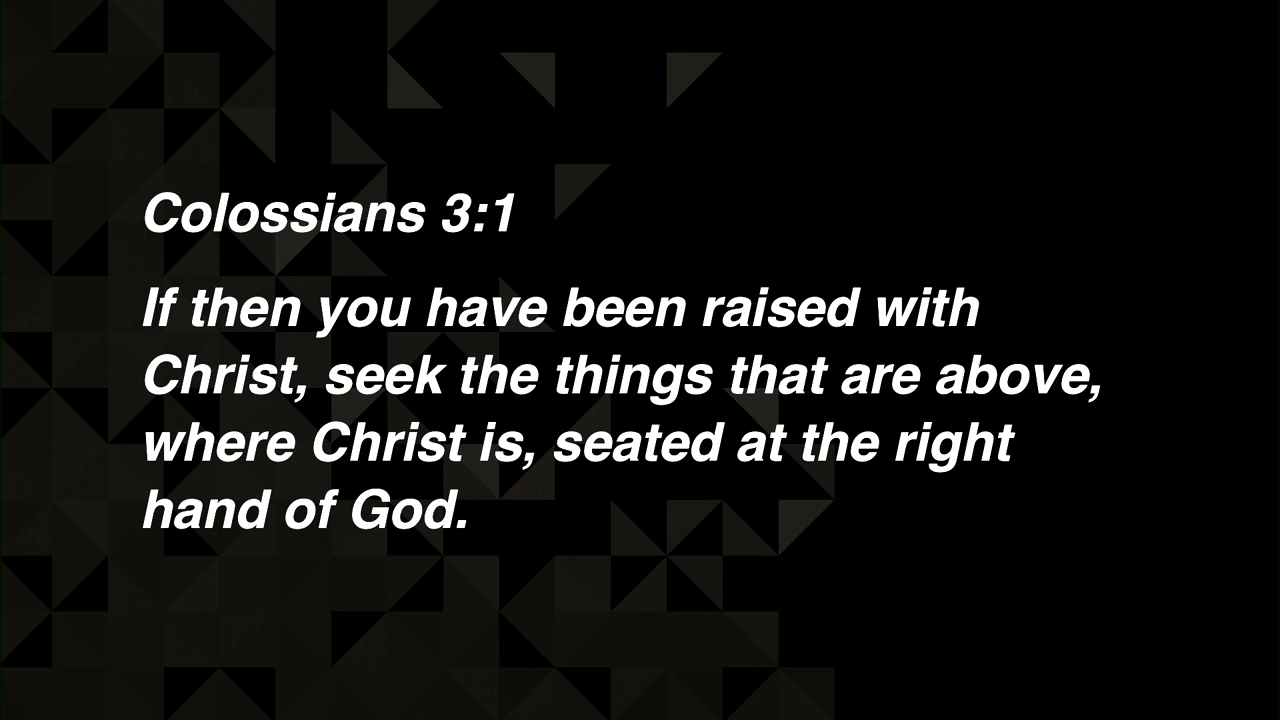 Colossians 3:1
If then you have been raised with
Christ, seek the things that are above,
where Christ is, seated at the right
hand of God.